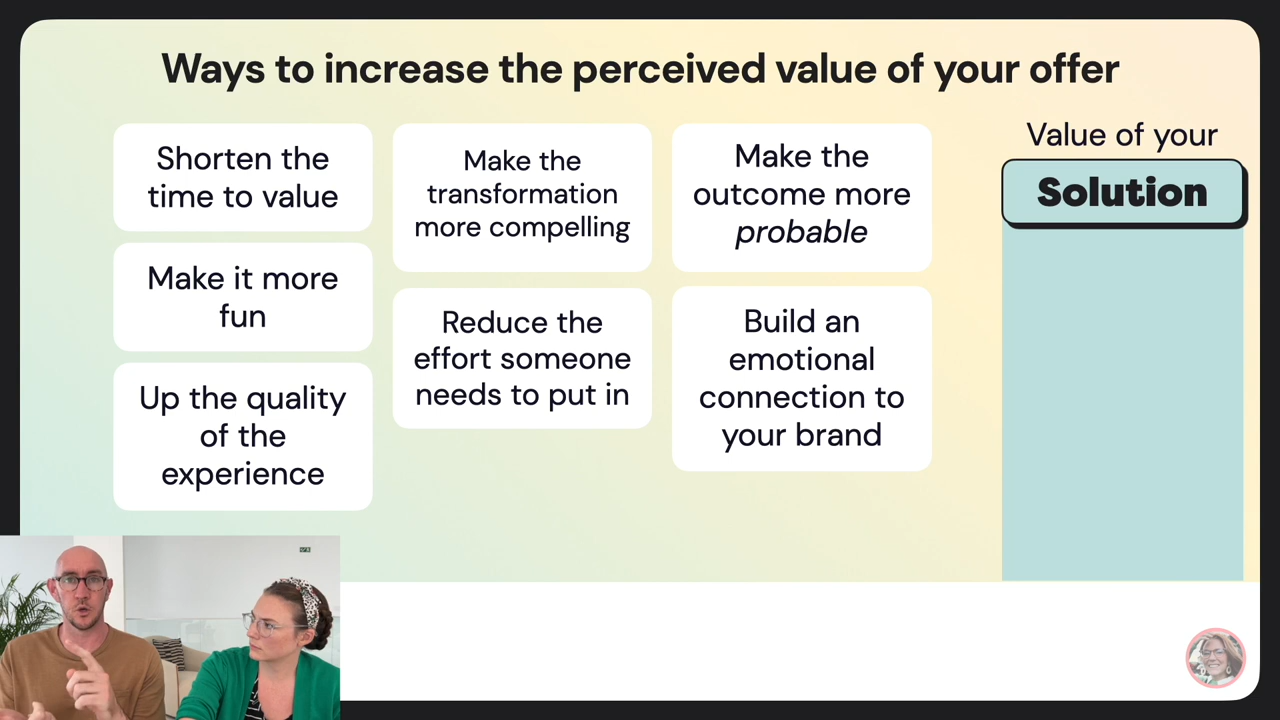 Ways to increase the perceived value of your offer
Shorten the
time to value
Make it more
fun
Up the quality
of the
experience
Make the
transformation
more compelling
Reduce the
effort someone
needs to put in
Make the
outcome more
probable
Build an
emotional
connection to
your brand
Value of your
Solution